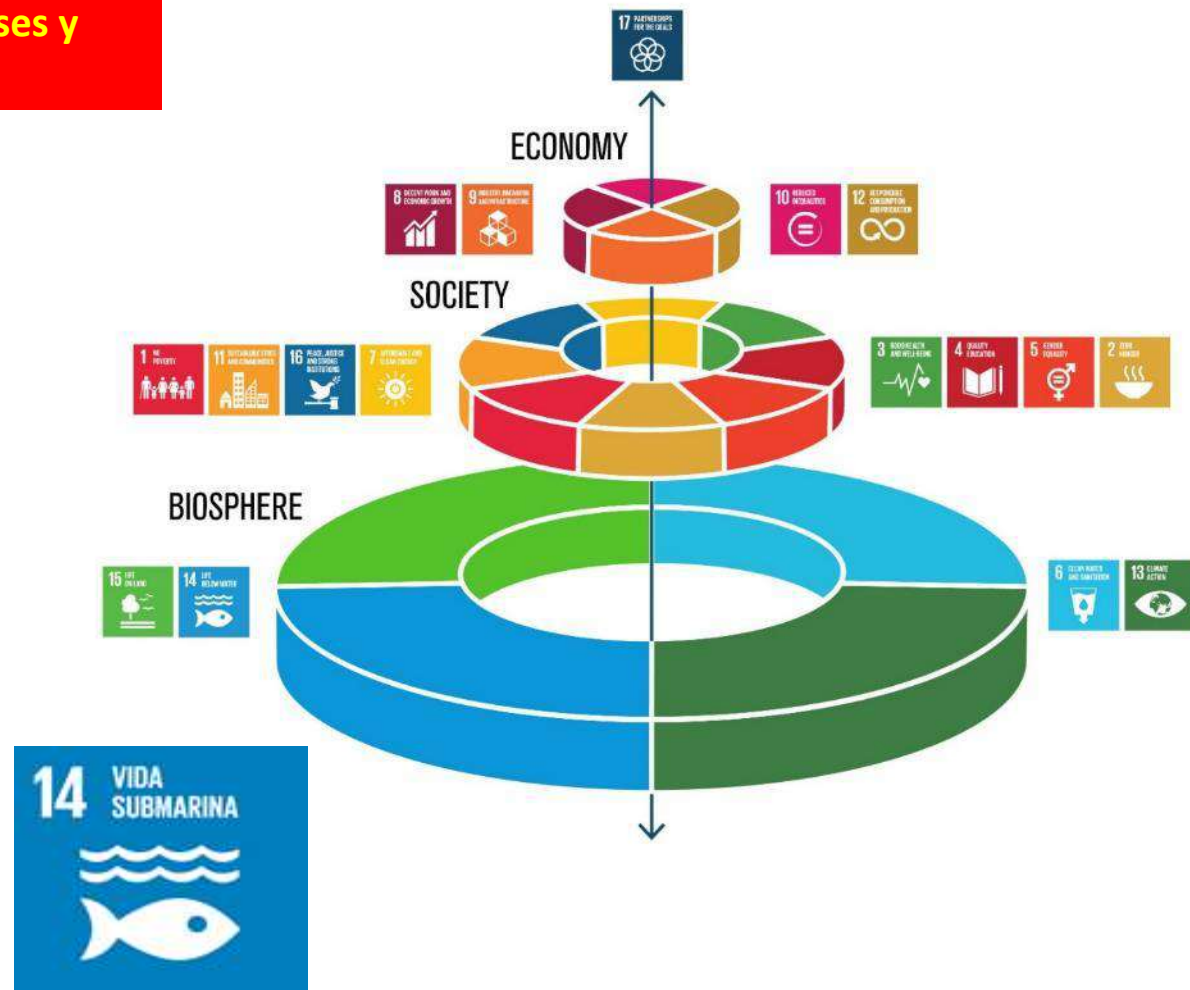 ses y
17 PARTNERSHIPS
FOR THE GOALS
ECONOMY
8 DECENT WORK AND
ECONOMIC GROWTH
9 INDUSTRY, INNOVATION
AND INFRASTRUCTURE
10 REDUCED
INEQUALITIES
12 RESPONSIBLE
CONSUMPTION
AND PRODUCTION
SOCIETY
1 NO
POVERTY
11 SUSTAINABLE CITIES
AND COMMUNITIES
16 PEACE, JUSTICE
AND STRONG
INSTITUTIONS
7 AFFORDABLE AND
CLEAN ENERGY
3 GOOD HEALTH
AND WELL-BEING
4 QUALITY
EDUCATION
5 GENDER
EQUALITY
2 ZERO
HUNGER
BIOSPHERE
15 LIFE
ON LAND
14 LIFE
BELOW WATER
6 CLEAN WATER
AND SANITATION
13 CLIMATE
ACTION
14 VIDA
SUBMARINA